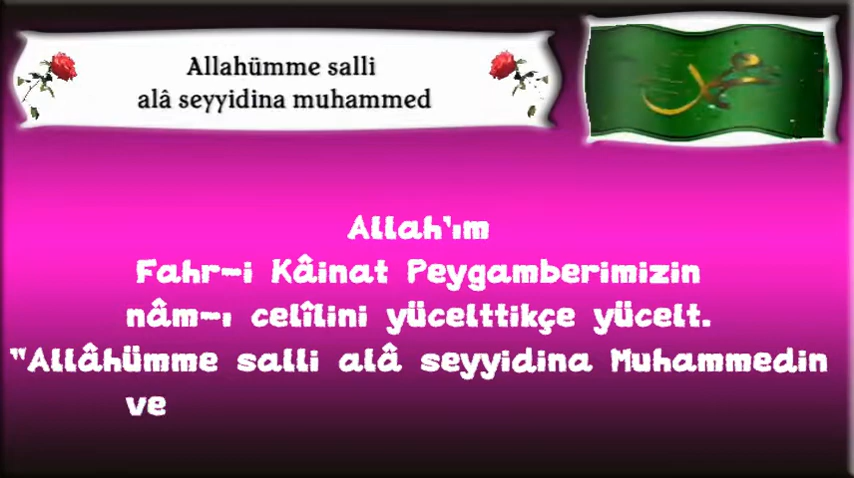 Allahümme salli
alâ seyyidina muhammed
محمد
Allah'ım
Fahr-i Kâinat Peygamberimizin
nâm-ı celîlini yücelttikçe yücelt.
"Allâhümme salli alâ seyyidina Muhammedin
ve